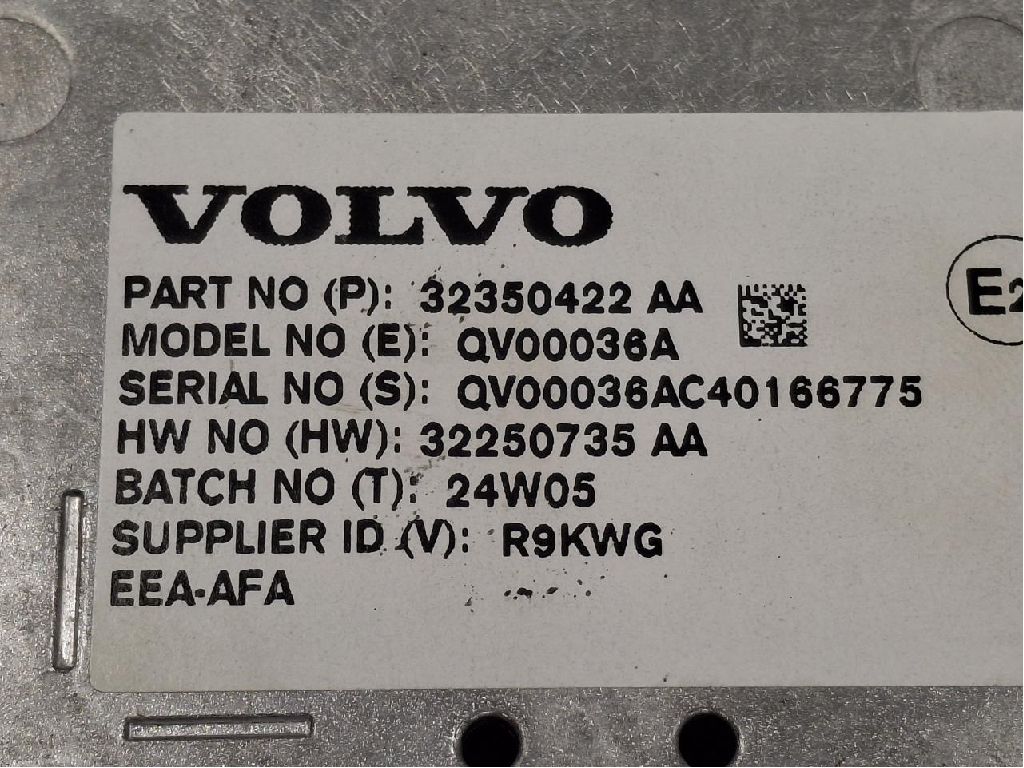 VOLVO
PART NO (P): 32350422 AA
MODEL NO (E): QV00036A
SERIAL NO (S): QV00036AC40166775
HW NO (HW): 32250735 AA
BATCH NO (T): 24W05
SUPPLIER ID (V): R9KWG
EEA-AFA
E2